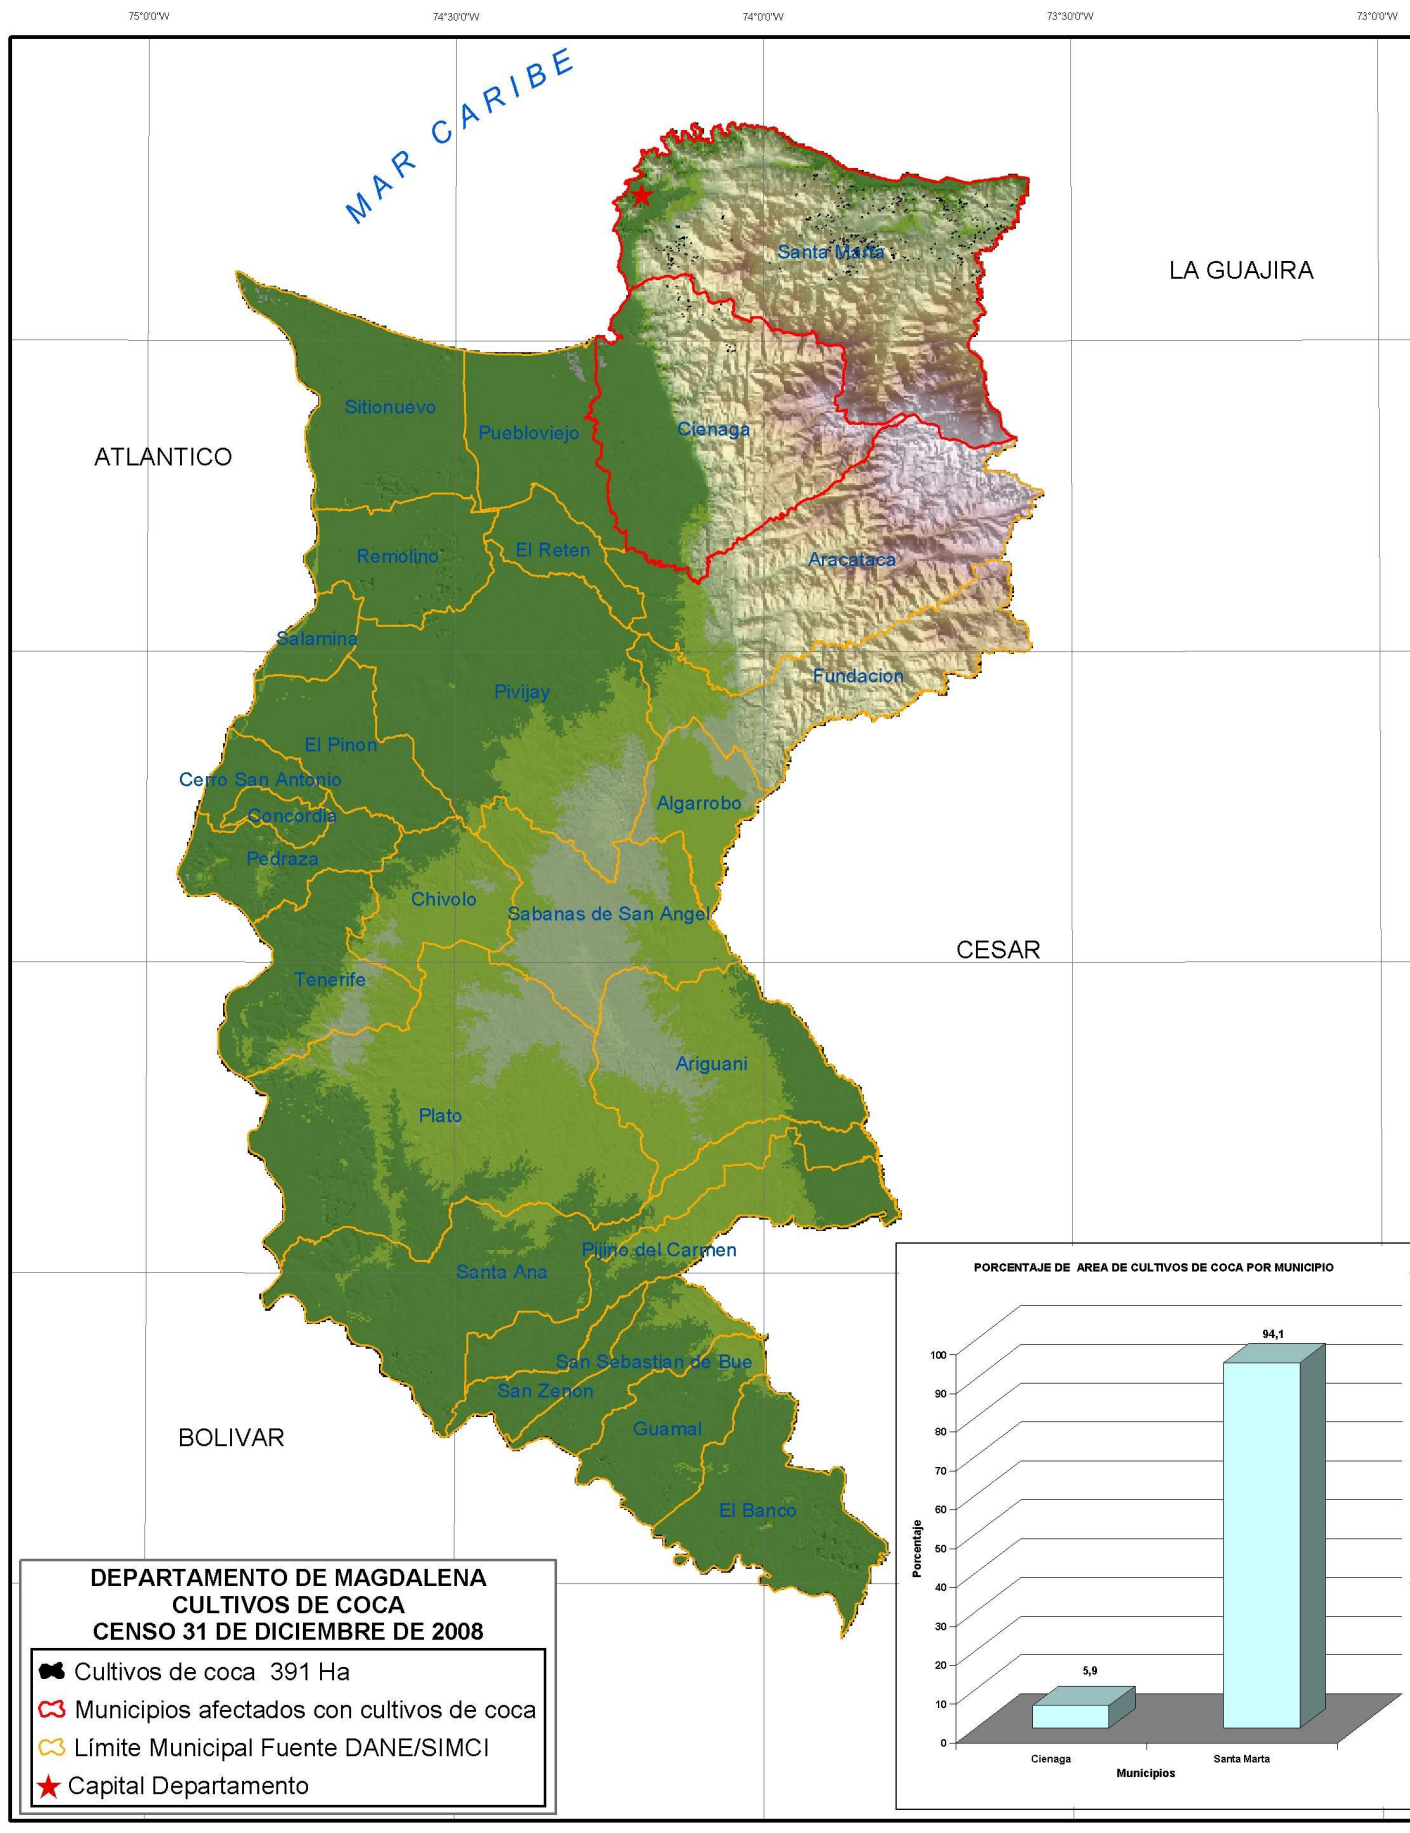 75°0'0"W
74°30'0"W
74°0'0"W
73°30'0"W
73°0'0"W
MAR CARIBE
Santa Marta
LA GUAJIRA
Sitionuevo
Puebloviejo
Cienaga
ATLANTICO
Remolino
El Reten
Aracataca
Salamina
Fundacion
Pivijay
El Pinon
Cerro San Antonio
Algarrobo
Concordia
Pedraza
Chivolo
Sabanas de San Angel
CESAR
Tenerife
Ariguani
Plato
Pijino del Carmen
Santa Ana
San Sebastian de Bue
San Zenon
Guamal
BOLIVAR
El Banco
PORCENTAJE DE AREA DE CULTIVOS DE COCA POR MUNICIPIO
94,1
5,9
100
90
80
70
60
50
40
30
20
10
0
Porcentaje
Cienaga
Santa Marta
Municipios
DEPARTAMENTO DE MAGDALENA
CULTIVOS DE COCA
CENSO 31 DE DICIEMBRE DE 2008
Cultivos de coca 391 Ha
Municipios afectados con cultivos de coca
Límite Municipal Fuente DANE/SIMCI
Capital Departamento